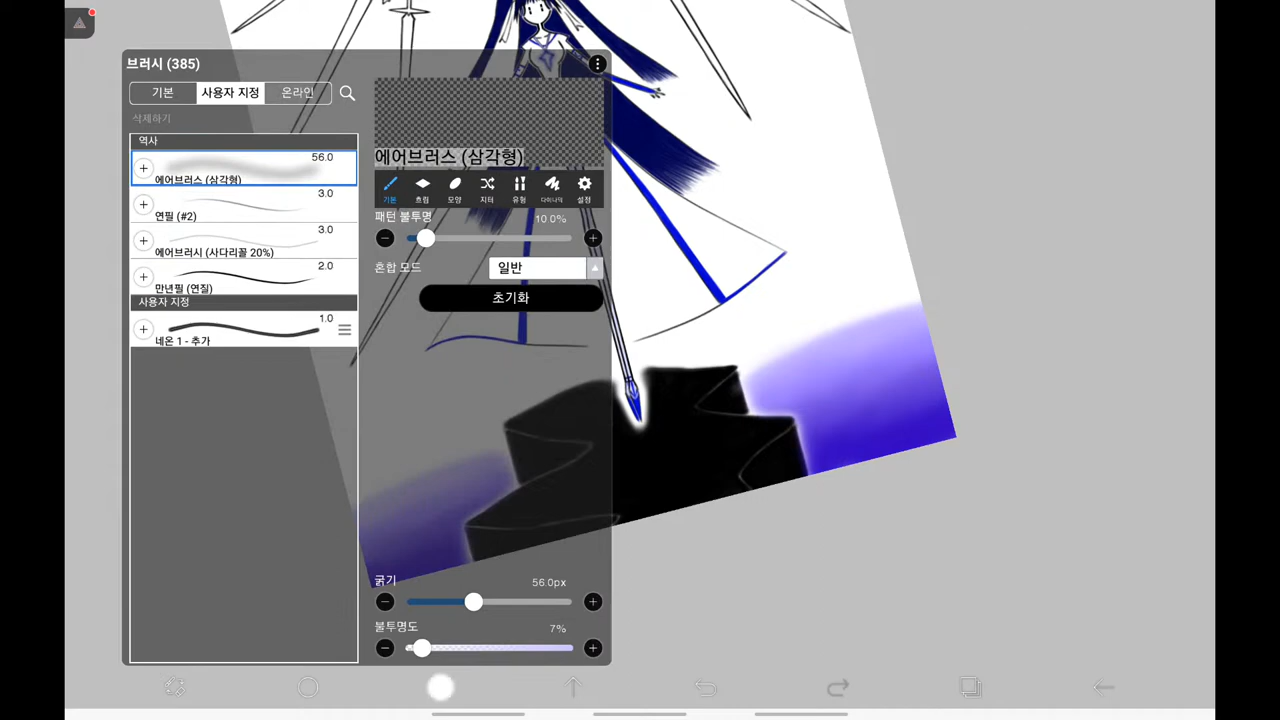 브러시 (385)
기본
사용자 지정
온라인
삭제하기
역사
56.0
에어브러스 (삼각형)
3.0
연필 (#2)
3.0
에어브러시 (사다리꼴 20%)
2.0
만년필 (연질)
사용자 지정
1.0
네온 1 - 추가
에어브러스 (삼각형)
기본
흐림
모양
지터
유형
다이나믹
설정
패턴 불투명
10.0%
혼합 모드
일반
초기화
굵기
56.0px
불투명도
7%